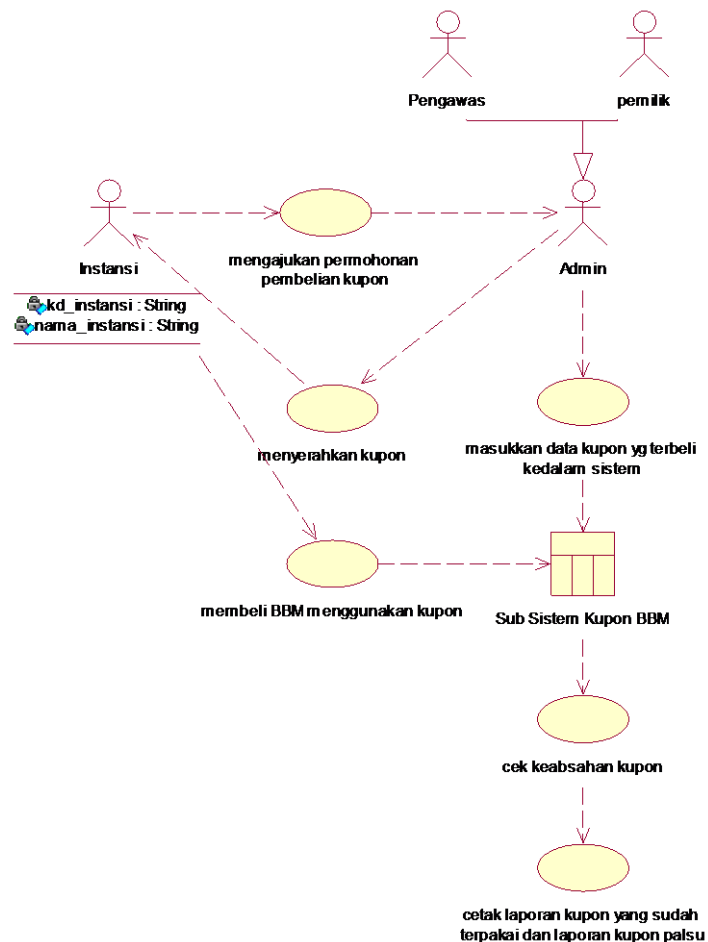 Pengawas
pemilik
Instansi
kd_instansi : String
nama_instansi : String
mengajukan permohonan
pembelian kupon
Admin
menyerahkan kupon
masukkan data kupon yg terbeli
kedalam sistem
membeli BBM menggunakan kupon
Sub Sistem Kupon BBM
cek keabsahan kupon
cetak laporan kupon yang sudah
terpakai dan laporan kupon palsu